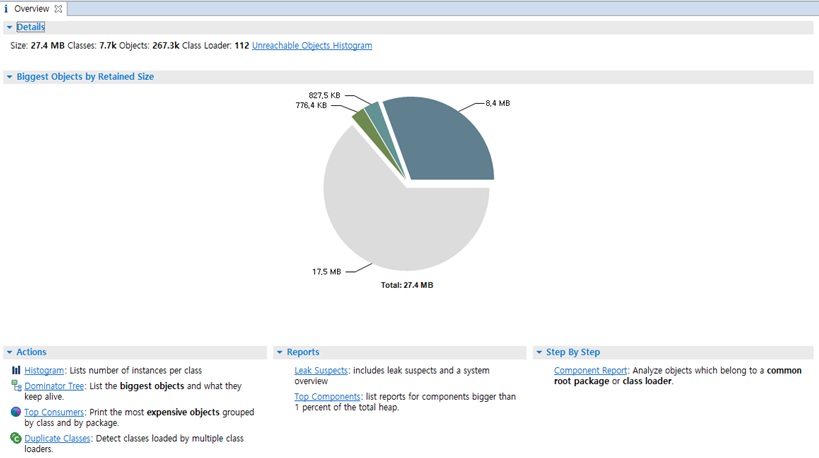 Overview
Details
Size: 27.4 MB Classes: 7.7k Objects: 267.3k Class Loader: 112 Unreachable Objects Histogram
Biggest Objects by Retained Size
827,5 KB
776,4 KB
8,4 MB
17,5 MB
Total: 27.4 MB
Actions
Histogram: Lists number of instances per class
Dominator Tree: List the biggest objects and what they
keep alive.
Top Consumers: Print the most expensive objects grouped
by class and by package.
Duplicate Classes: Detect classes loaded by multiple class
loaders.
Reports
Leak Suspects: includes leak suspects and a system
overview
Top Components: list reports for components bigger than
1 percent of the total heap.
Step By Step
Component Report: Analyze objects which belong to a common
root package or class loader.